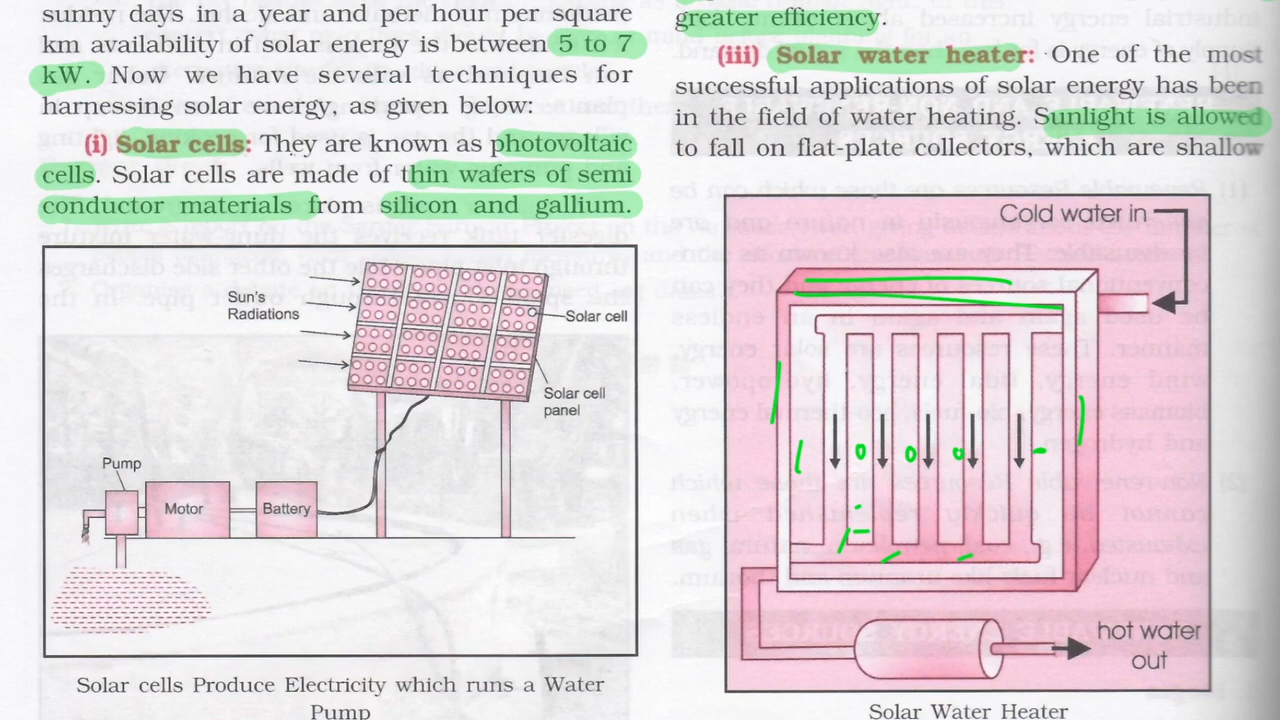 sunny days in a year and per hour per square
km availability of solar energy is between 5 to 7
kW. Now we have several techniques for
harnessing solar energy, as given below:
(i) Solar cells: They are known as photovoltaic
cells. Solar cells are made of thin wafers of semi
conductor materials from silicon and gallium.
Sun's
Radiations
Solar cell
Solar cell
panel
Pump
Motor
Battery
Solar cells Produce Electricity which runs a Water
Pump
greater efficiency.
(iii) Solar water heater: One of the most
successful applications of solar energy has been
in the field of water heating. Sunlight is allowed
to fall on flat-plate collectors, which are shallow
Cold water in
hot water
out
Solar Water Heater